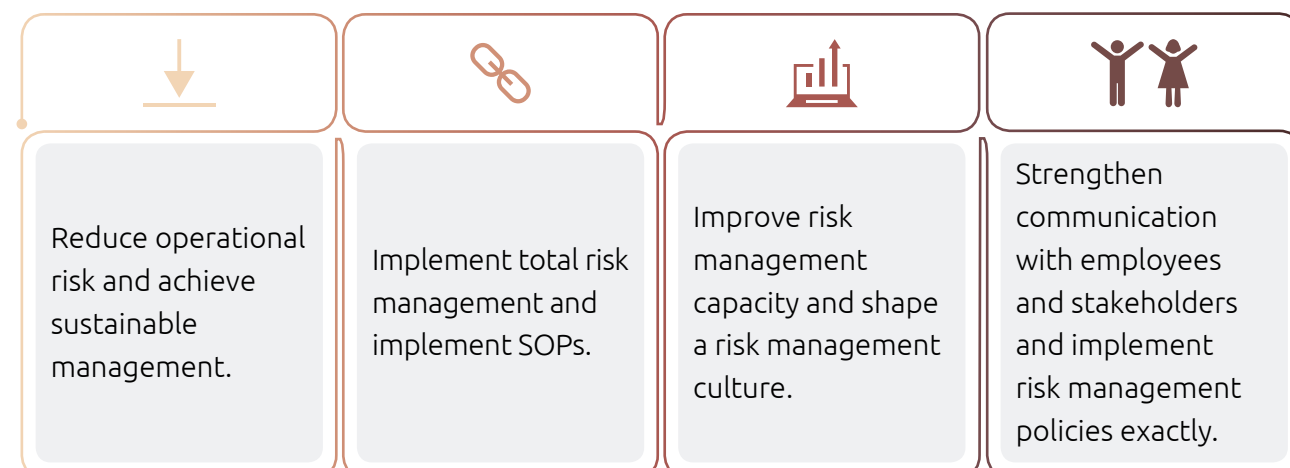 Reduce operational
risk and achieve
sustainable
management.
Implement total risk
management and
implement SOPs.
Improve risk
management
capacity and shape
a risk management
culture.
Strengthen
communication
with employees
and stakeholders
and implement
risk management
policies exactly.